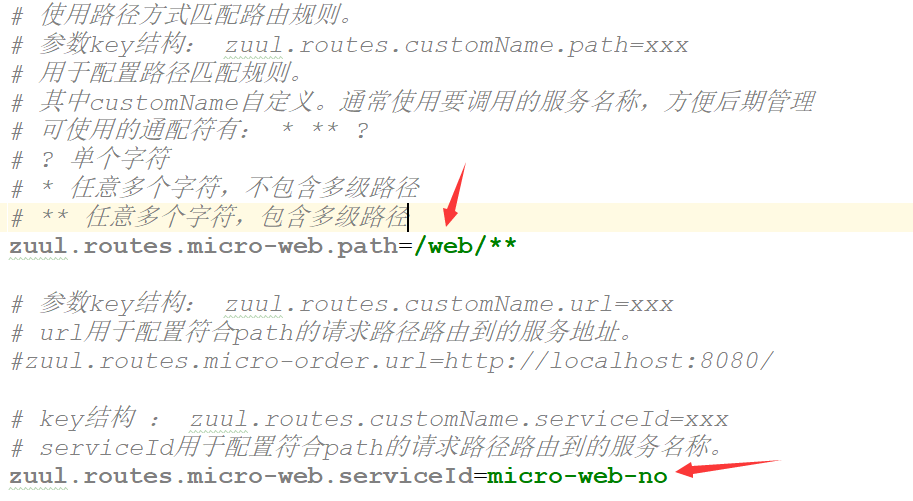 # 使用路径方式匹配路由规则。
# 参数key结构： zuul.routes.customName.path=xxx
# 用于配置路径匹配规则。
# 其中customName自定义。通常使用要调用的服务名称，方便后期管理
# 可使用的通配符有： * ** ?
# ? 单个字符
# * 任意多个字符，不包含多级路径
# ** 任意多个字符，包含多级路径
zuul.routes.micro-web.path=/web/**
# 参数key结构： zuul.routes.customName.url=xxx
# url用于配置符合path的请求路径路由到的服务地址。
#zuul.routes.micro-order.url=http://localhost:8080/
# key结构 ： zuul.routes.customName.serviceId=xxx
# serviceId用于配置符合path的请求路径路由到的服务名称。
zuul.routes.micro-web.serviceId=micro-web-no